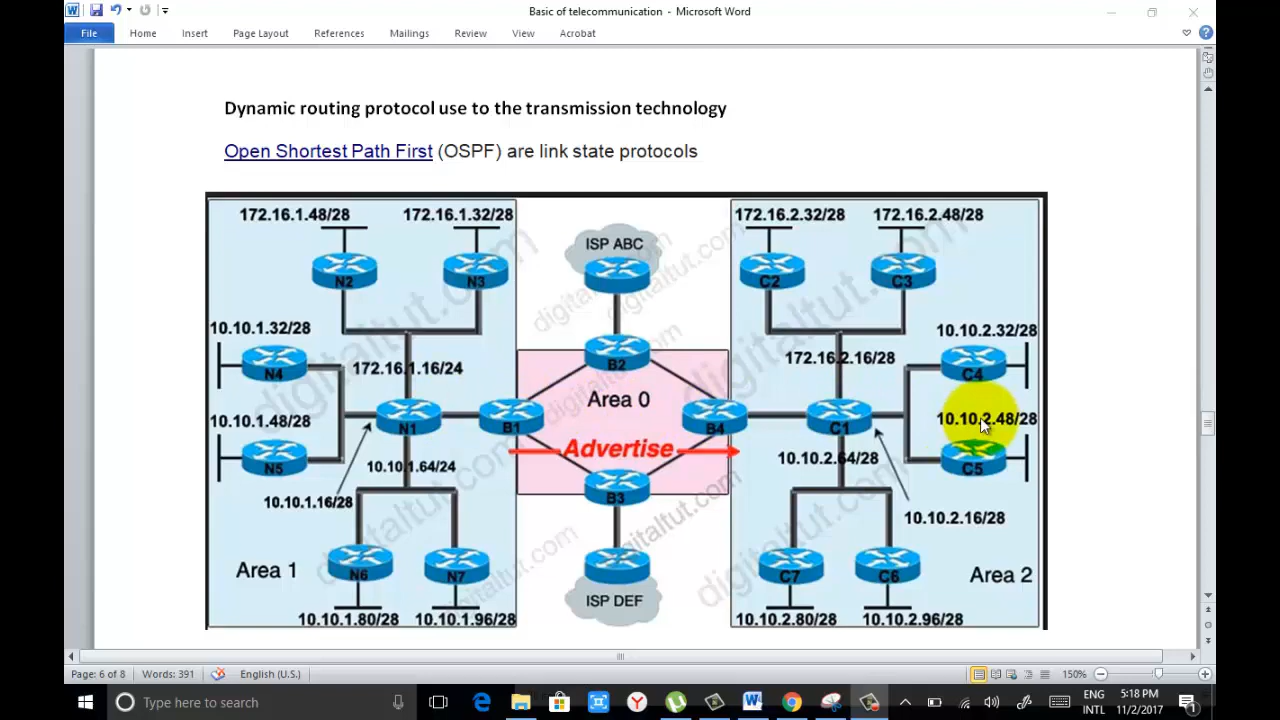 Basic of telecommunication - Microsoft Word
File Home Insert Page Layout References Mailings Review View Acrobat
Dynamic routing protocol use to the transmission technology
Open Shortest Path First (OSPF) are link state protocols
172.16.1.48/28 172.16.1.32/28
ISP ABC
172.16.2.32/28 172.16.2.48/28
N2 N3 C2 C3
10.10.1.32/28 10.10.2.32/28
N4 172.16.1.16/24 B2 172.16.2.16/28 C4
Area 0
10.10.1.48/28 10.10.2.48/28
N1 B1 B4 C1
Advertise
N5 10.10.1.64/24 10.10.2.64/28 C5
10.10.1.16/28 B3 10.10.2.16/28
Area 1 N6 N7 C7 C6 Area 2
ISP DEF
10.10.1.80/28 10.10.1.96/28 10.10.2.80/28 10.10.2.96/28
digitaltut.com digitaltut.com digitaltut.com digitaltut.com
Page: 6 of 8 Words: 391 English (U.S.) 150%
Type here to search
ENG 5:18 PM
INTL 11/2/2017 1